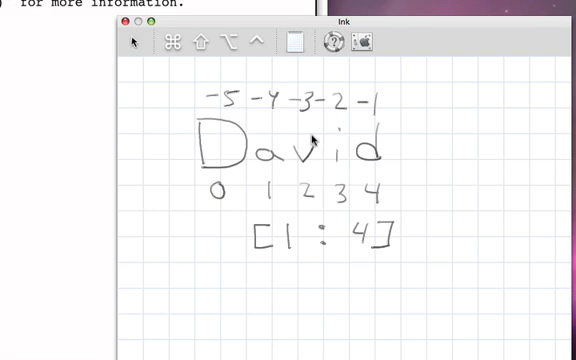 for more information.
Ink
-5 -4 -3 -2 -1
David
0 1 2 3 4
[1 : 4]